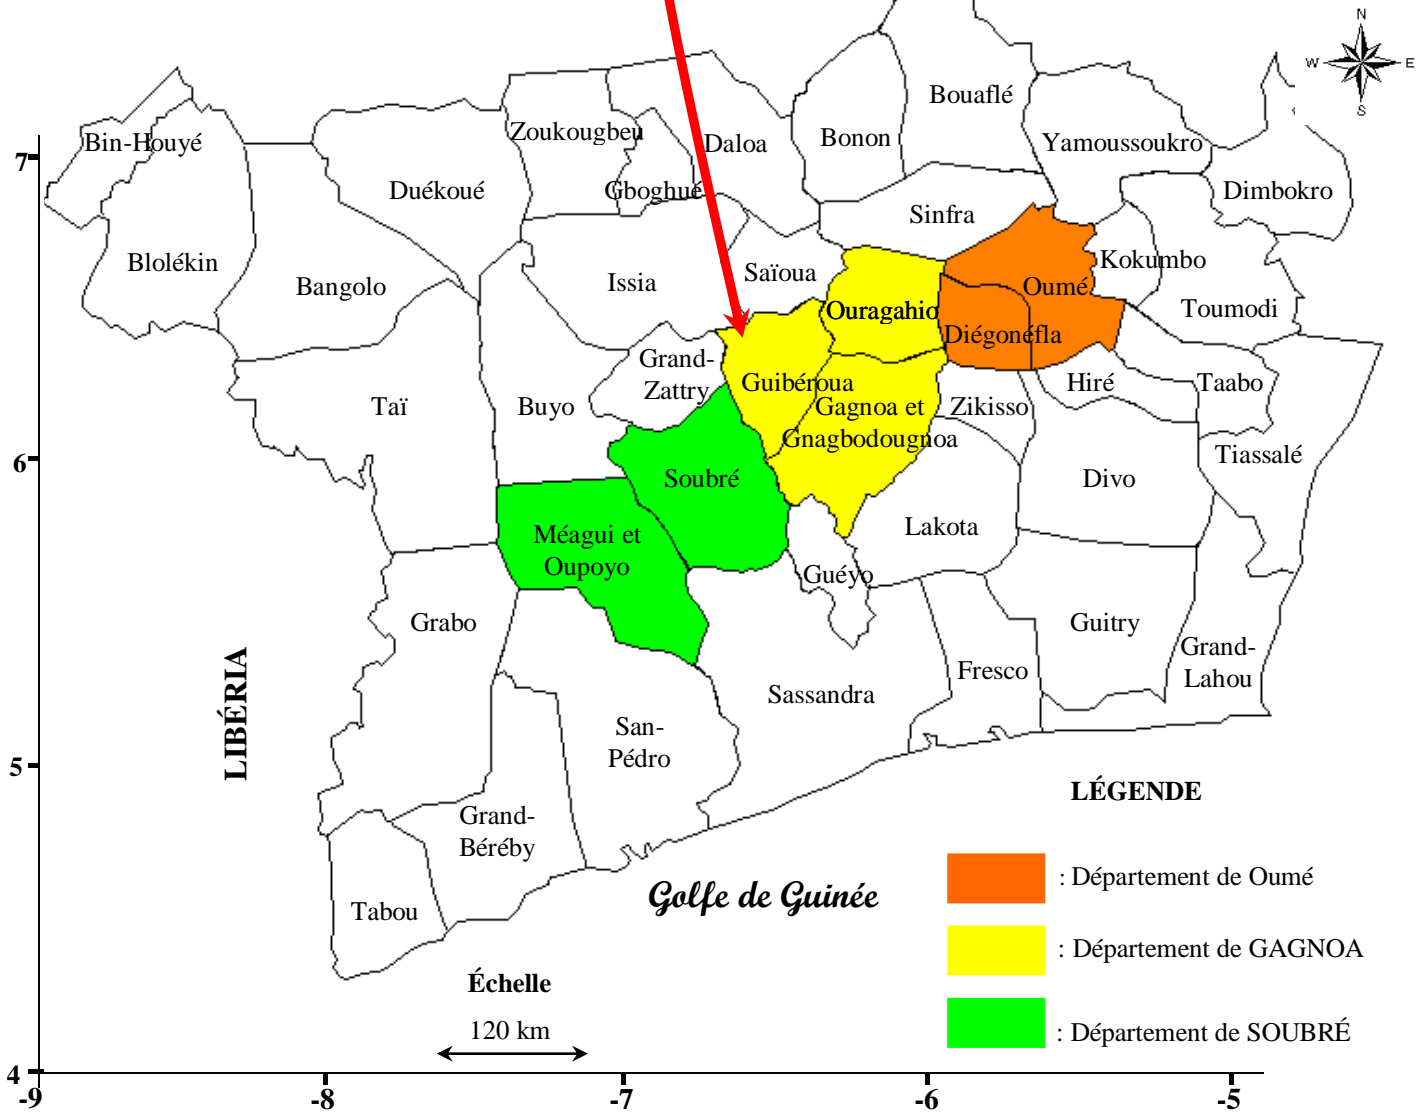 N
W
E
S
Bouaflé
Bin-Houyé
Zoukougbeu
Daloa
Bonon
Yamoussoukro
7
Duékoué
Gboghué
Dimbokro
Sinfra
Blolékin
Bangolo
Issia
Saïoua
Kokumbo
Oumé
Toumodi
Ouragahio
Diégonéfla
Grand-
Zattry
Guibéroua
Hiré
Taabo
Taï
Buyo
Gagnoa et
Gnagbodougnoa
Zikisso
6
Soubré
Divo
Tiassalé
Méagui et
Oupoyo
Lakota
Guéyo
Grabo
Guitry
Grand-
Lahou
LIBÉRIA
Sassandra
Fresco
San-
Pédro
5
LÉGENDE
Grand-
Béréby
: Département de Oumé
Golfe de Guinée
Tabou
: Département de GAGNOA
Échelle
120 km
: Département de SOUBRÉ
4
-9
-8
-7
-6
-5